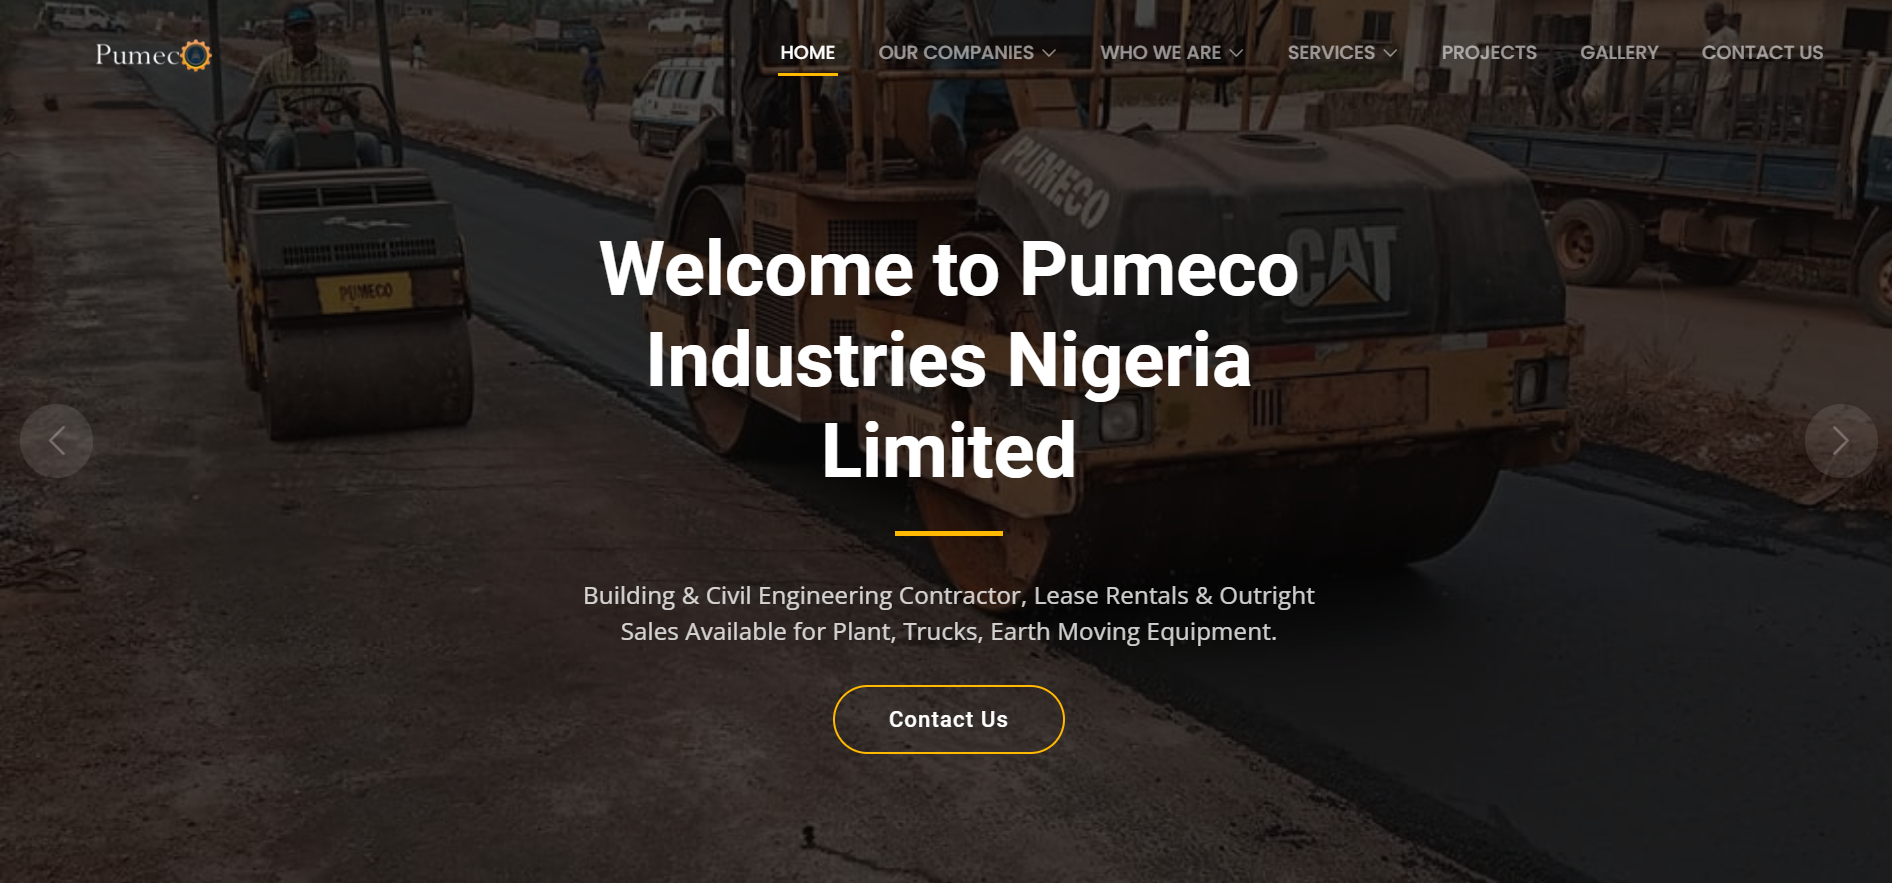 Pumeco
HOME
OUR COMPANIES
WHO WE ARE
SERVICES
PROJECTS
GALLERY
CONTACT US
PUMECO
CAT
PUMECO
Welcome to Pumeco
Industries Nigeria
Limited
Building & Civil Engineering Contractor, Lease Rentals & Outright
Sales Available for Plant, Trucks, Earth Moving Equipment.
Contact Us